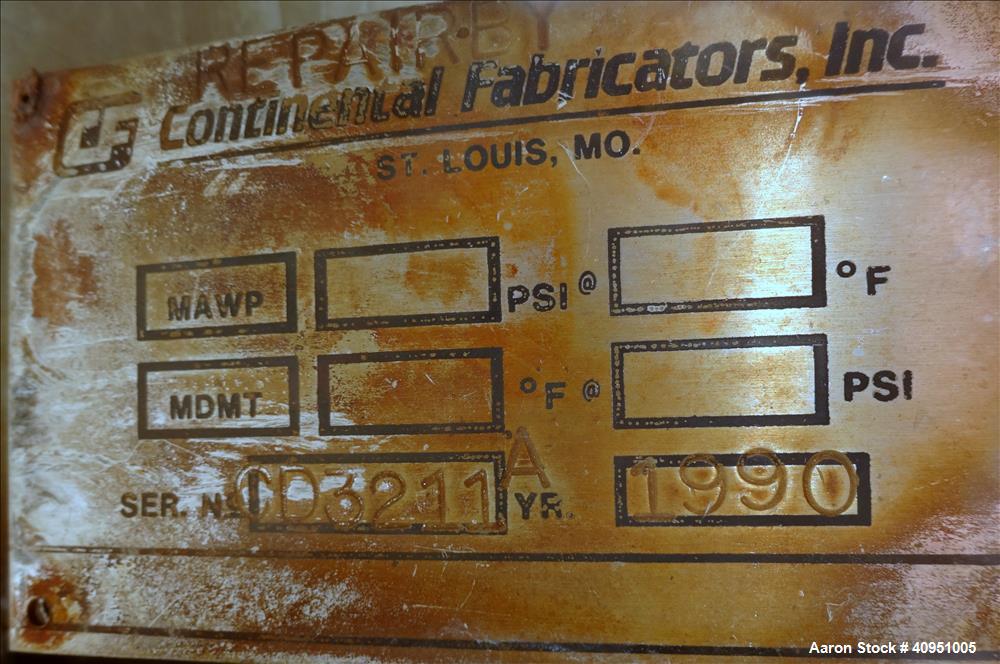 REPAIR BY
CG Continental Fabricators, Inc.
ST. LOUIS, MO.
MAWP PSI @ °F
MDMT °F @ PSI
SER. Nº CD3211A YR. 1990
Aaron Stock # 40951005